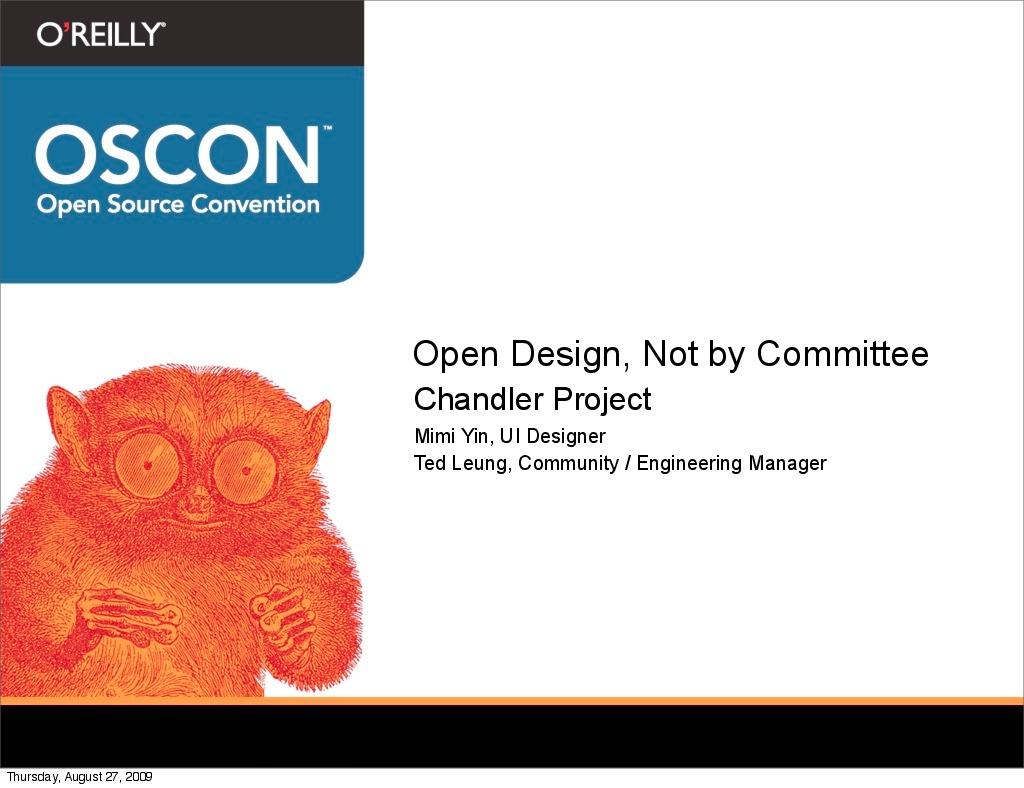 O'REILLY®
OSCON™
Open Source Convention
Open Design, Not by Committee
Chandler Project
Mimi Yin, UI Designer
Ted Leung, Community / Engineering Manager
Thursday, August 27, 2009